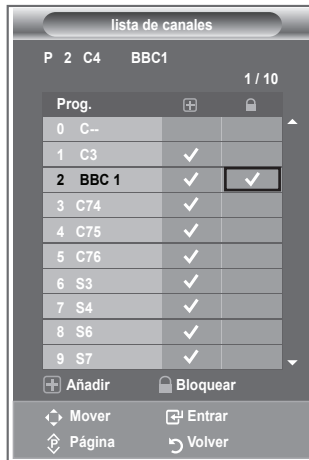 lista de canales
P 2 C4 BBC1
1 / 10
Prog.
0 C--
1 C3
2 BBC 1
3 C74
4 C75
5 C76
6 S3
7 S4
8 S6
9 S7
Añadir Bloquear
Mover Entrar
P Página Volver